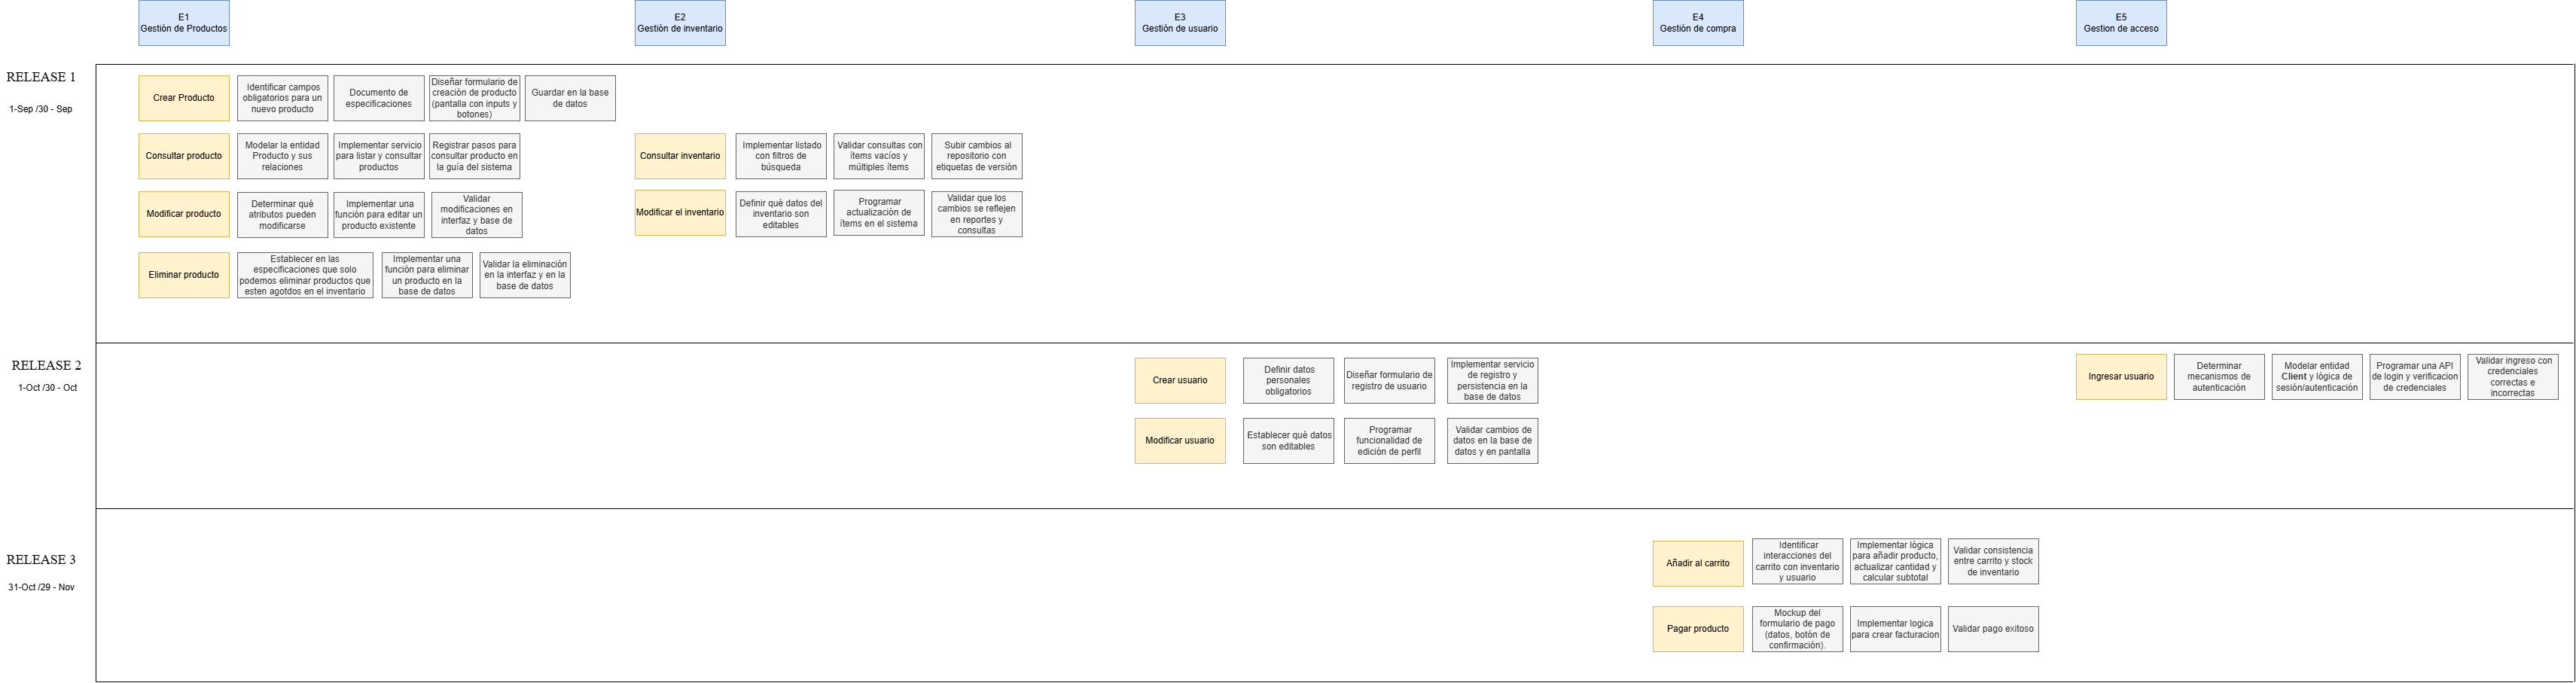 E1
Gestión de Productos
E2
Gestión de inventario
E3
Gestión de usuario
E4
Gestión de compra
E5
Gestion de acceso
RELEASE 1
1-Sep /30 - Sep
Crear Producto
Identificar campos
obligatorios para un
nuevo producto
Documento de
especificaciones
Diseñar formulario de
creación de producto
(pantalla con inputs y
botones)
Guardar en la base
de datos
Consultar producto
Modelar la entidad
Producto y sus
relaciones
Implementar servicio
para listar y consultar
productos
Registrar pasos para
consultar producto en
la guía del sistema
Consultar inventario
Implementar listado
con filtros de
búsqueda
Validar consultas con
ítems vacíos y
múltiples ítems
Subir cambios al
repositorio con
etiquetas de versión
Modificar producto
Determinar qué
atributos pueden
modificarse
Implementar una
función para editar un
producto existente
Validar
modificaciones en
interfaz y base de
datos
Modificar el inventario
Definir qué datos del
inventario son
editables
Programar
actualización de
ítems en el sistema
Validar que los
cambios se reflejen
en reportes y
consultas
Eliminar producto
Establecer en las
especificaciones que solo
podemos eliminar productos que
esten agotdos en el inventario
Implementar una
función para eliminar
un producto en la
base de datos
Validar la eliminación
en la interfaz y en la
base de datos
RELEASE 2
1-Oct /30 - Oct
Crear usuario
Definir datos
personales
obligatorios
Diseñar formulario de
registro de usuario
Implementar servicio
de registro y
persistencia en la
base de datos
Ingresar usuario
Determinar
mecanismos de
autenticación
Modelar entidad
Client y lógica de
sesión/autenticación
Programar una API
de login y verificacion
de credenciales
Validar ingreso con
credenciales
correctas e
incorrectas
Modificar usuario
Establecer qué datos
son editables
Programar
funcionalidad de
edición de perfil
Validar cambios de
datos en la base de
datos y en pantalla
RELEASE 3
31-Oct /29 - Nov
Añadir al carrito
Identificar
interacciones del
carrito con inventario
y usuario
Implementar lógica
para añadir producto,
actualizar cantidad y
calcular subtotal
Validar consistencia
entre carrito y stock
de inventario
Pagar producto
Mockup del
formulario de pago
(datos, botón de
confirmación).
Implementar logica
para crear facturacion
Validar pago exitoso